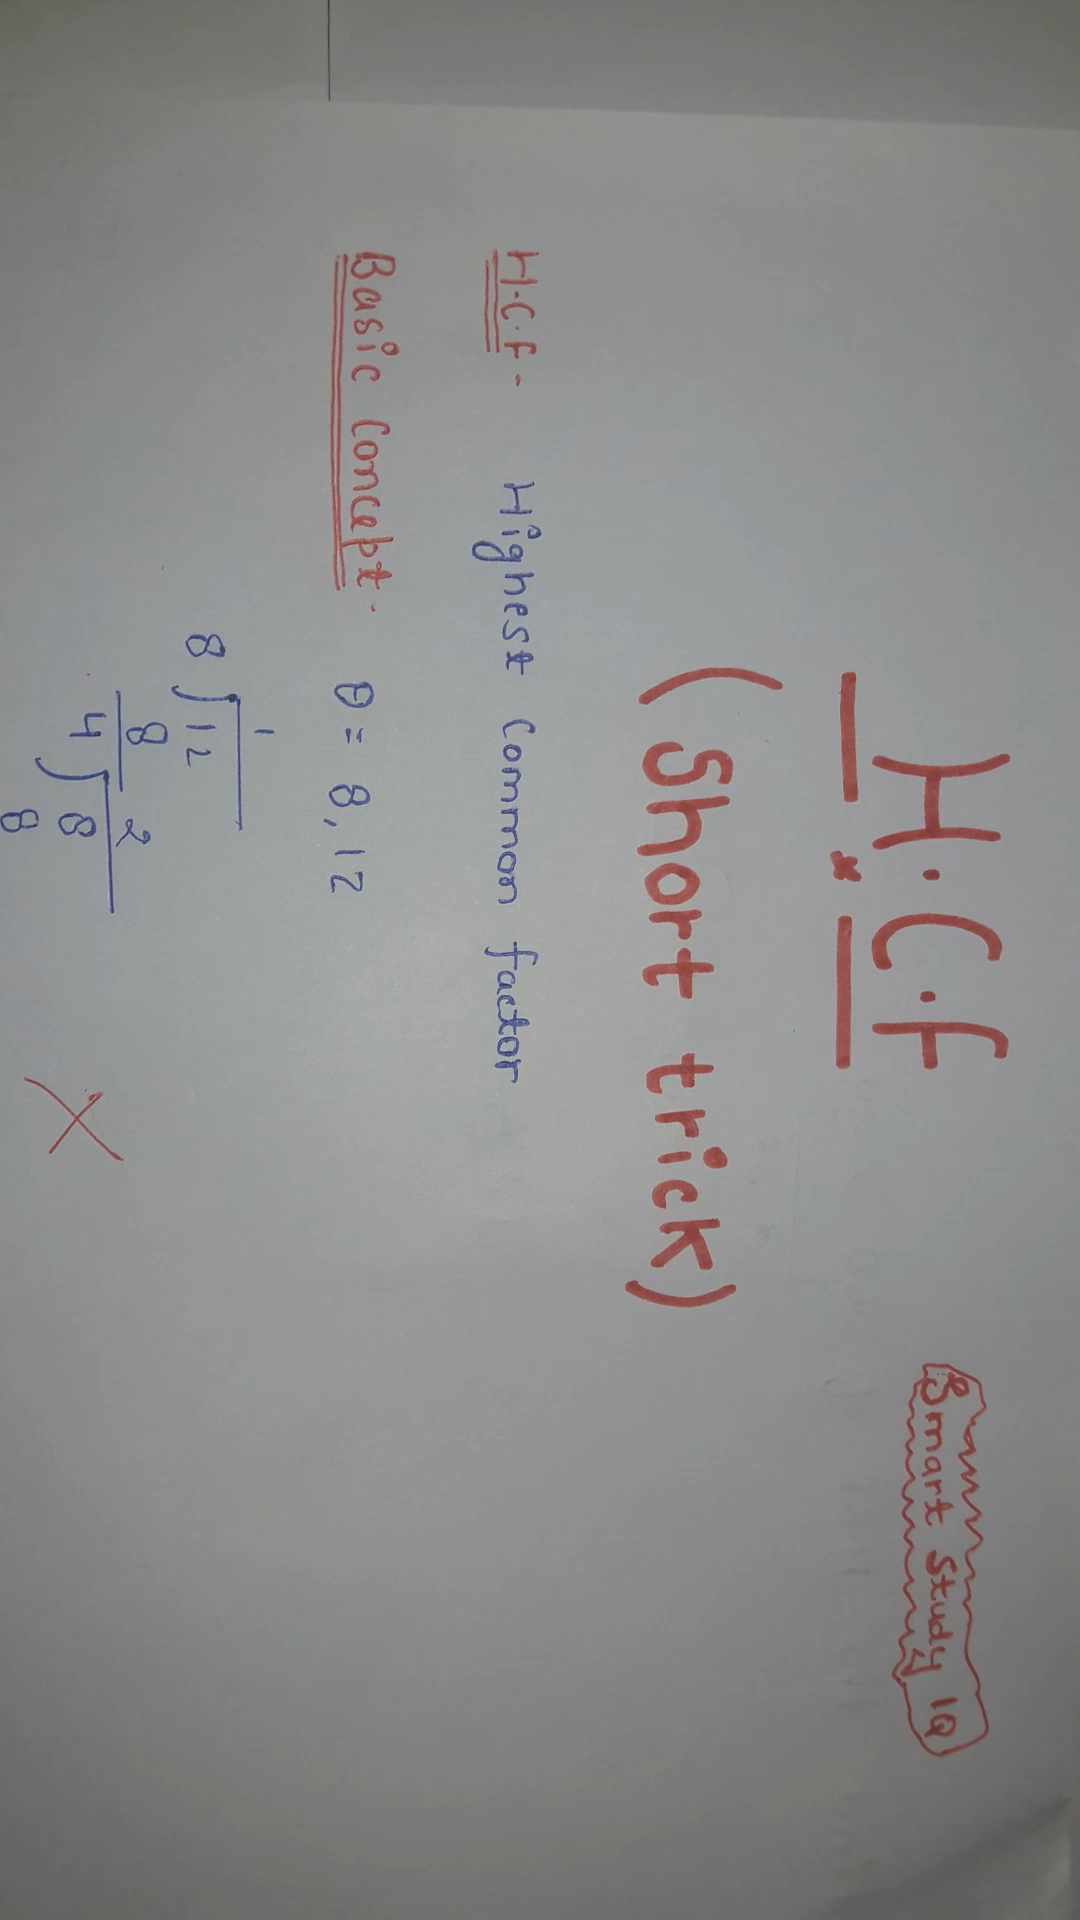 H.C.F
Smart Study IQ
(Short trick)
H.C.F - Highest Common factor
Basic Concept. θ = 8, 12
1
8 12
8
2
4 8
8